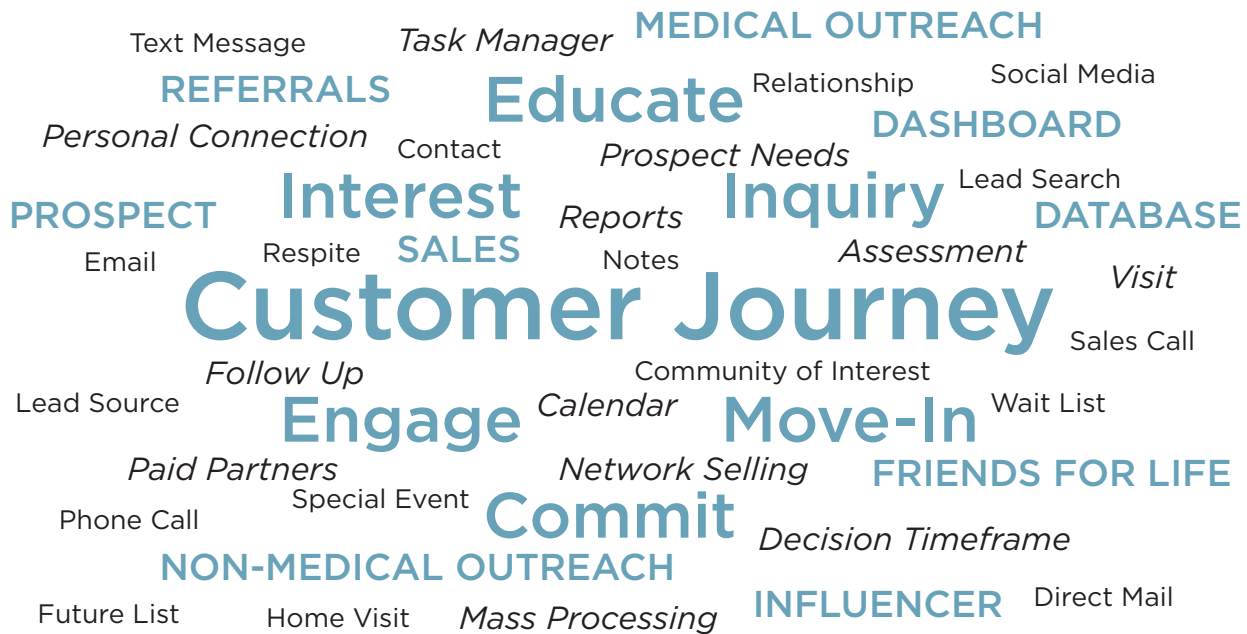 MEDICAL OUTREACH
Text Message
Task Manager
REFERRALS
Educate
Relationship
Social Media
Personal Connection
DASHBOARD
Contact
Prospect Needs
PROSPECT
Interest
Inquiry
Lead Search
Reports
DATABASE
Email
Respite
SALES
Notes
Assessment
Visit
Customer Journey
Sales Call
Follow Up
Community of Interest
Lead Source
Engage
Calendar
Move-In
Wait List
Paid Partners
Network Selling
FRIENDS FOR LIFE
Special Event
Phone Call
Commit
Decision Timeframe
NON-MEDICAL OUTREACH
Future List
Home Visit
Mass Processing
INFLUENCER
Direct Mail